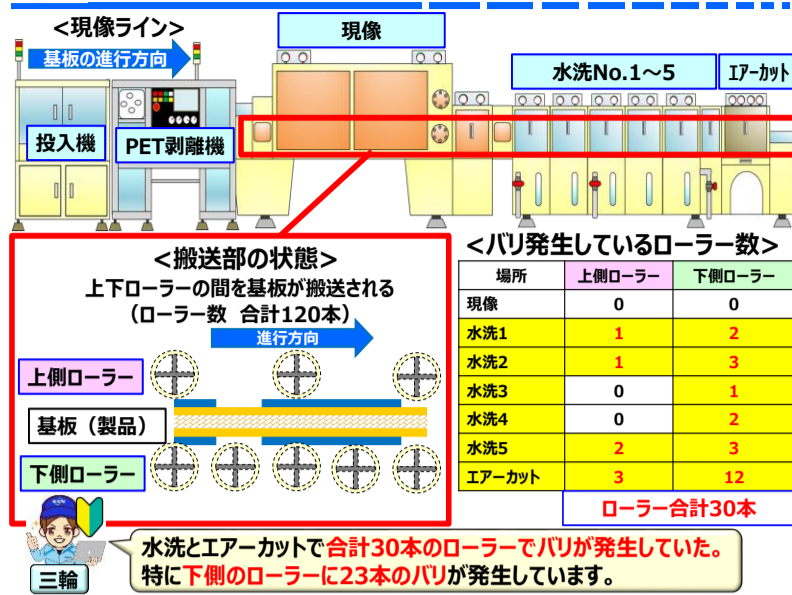 <現像ライン>
基板の進行方向
現像
水洗No.1～5
エアーカット
投入機
PET剥離機
<搬送部の状態>
上下ローラーの間を基板が搬送される
（ローラー数 合計120本）
進行方向
上側ローラー
基板（製品）
下側ローラー
<バリ発生しているローラー数>
場所 上側ローラー 下側ローラー
現像 0 0
水洗1 1 2
水洗2 1 3
水洗3 0 1
水洗4 0 2
水洗5 2 3
エアーカット 3 12
ローラー合計30本
三輪
水洗とエアーカットで合計30本のローラーでバリが発生していた。
特に下側のローラーに23本のバリが発生しています。